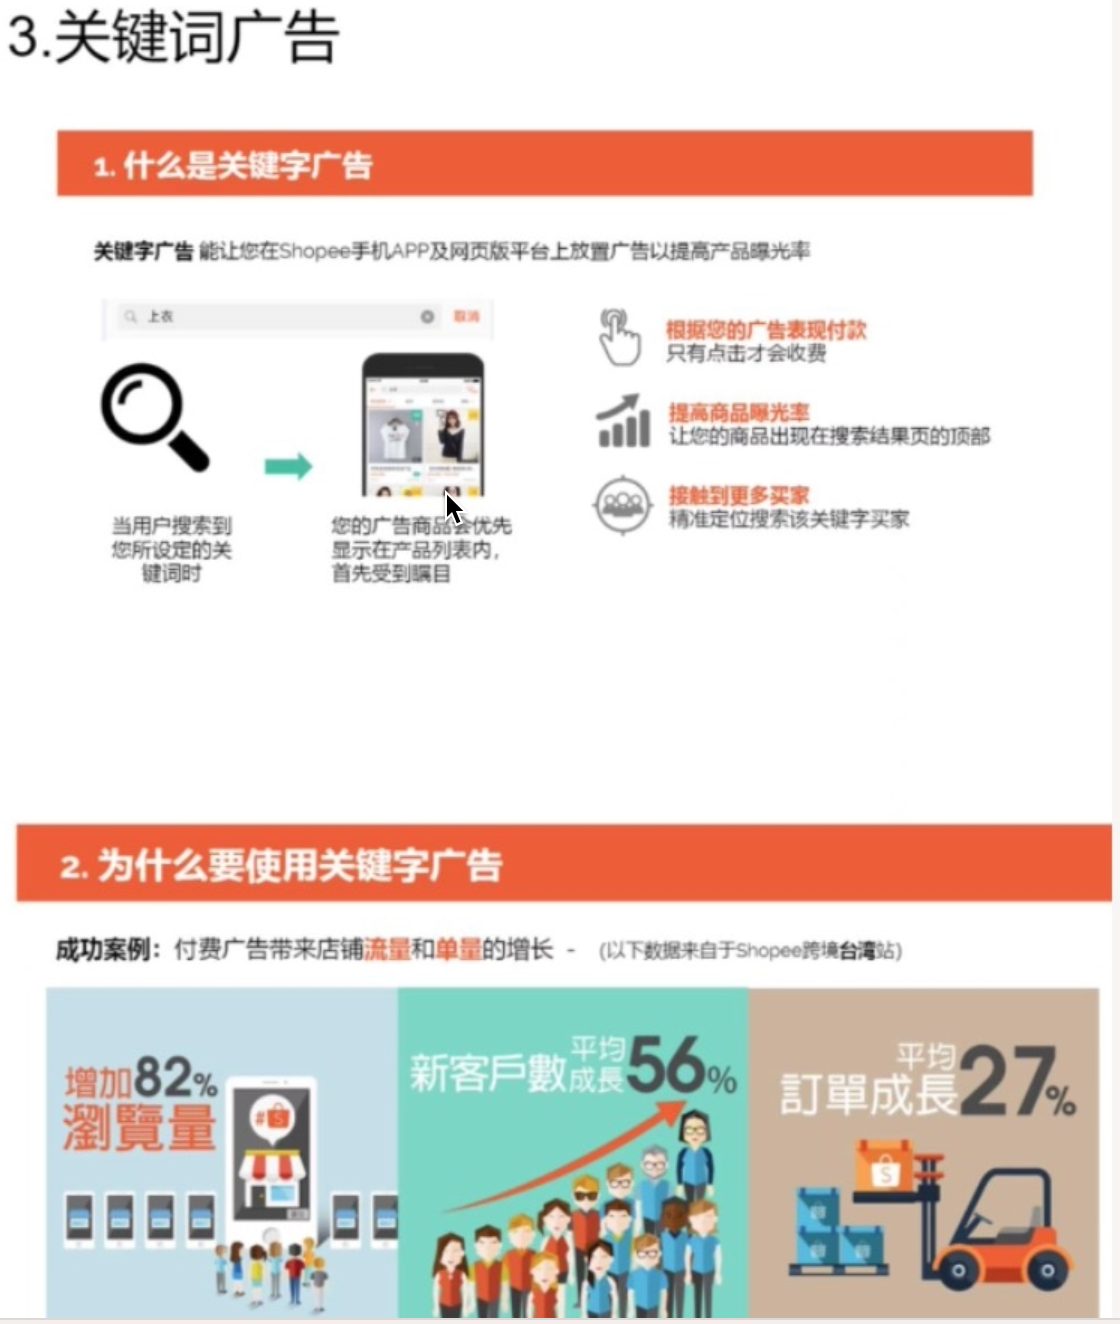 3.关键词广告
1. 什么是关键字广告
关键字广告 能让您在Shopee手机APP及网页版平台上放置广告以提高产品曝光率
上衣
取消
当用户搜索到
您所设定的关
键词时
您的广告商品会优先
显示在产品列表内，
首先受到瞩目
根据您的广告表现付款
只有点击才会收费
提高商品曝光率
让您的商品出现在搜索结果页的顶部
接触到更多买家
精准定位搜索该关键字买家
2. 为什么要使用关键字广告
成功案例：付费广告带来店铺流量和单量的增长 - （以下数据来自于Shopee跨境台湾站）
增加82%
瀏覽量
新客戶數平均成長56%
平均
訂單成長27%